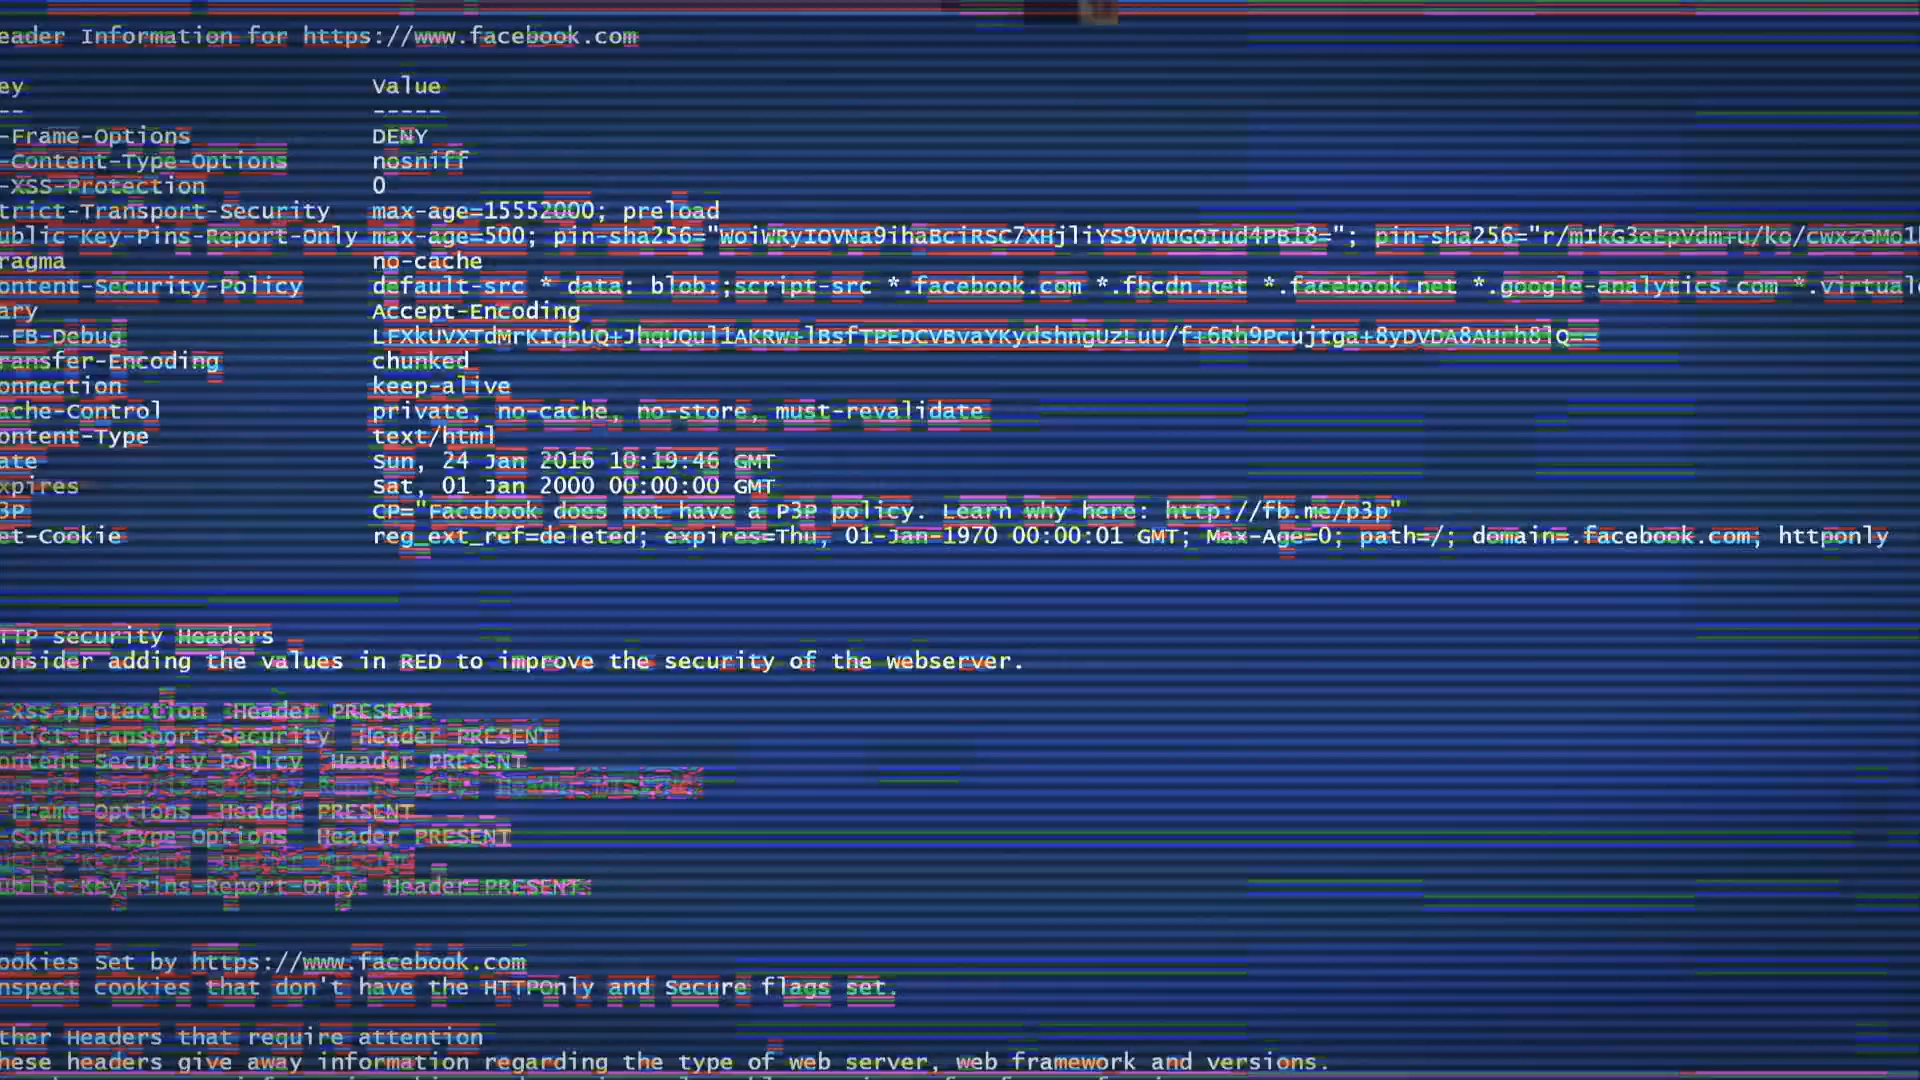 eader Information for https://www.facebook.com
ey Value
--- -----
-Frame-Options DENY
-Content-Type-Options nosniff
-XSS-Protection 0
trict-Transport-Security max-age=15552000; preload
ublic-Key-Pins-Report-Only max-age=500; pin-sha256="WoiWRyIOVNa9ihaBciRSC7XHjliYS9VwUGOIud4PB18="; pin-sha256="r/mIkG3eEpVdm+u/ko/cwxzOMo1
ragma no-cache
ontent-Security-Policy default-src * data: blob:;script-src *.facebook.com *.fbcdn.net *.facebook.net *.google-analytics.com *.virtual
ary Accept-Encoding
-FB-Debug LFXkUVXTdMrKIqbUQ+JhqUQul1AKRw+lBsfTPEDCVBvaYKydshngUzLuU/f+6Rh9Pcujtga+8yDVDA8AHrh8lQ==
ransfer-Encoding chunked
onnection keep-alive
ache-Control private, no-cache, no-store, must-revalidate
ontent-Type text/html
ate Sun, 24 Jan 2016 10:19:46 GMT
xpires Sat, 01 Jan 2000 00:00:00 GMT
3P CP="Facebook does not have a P3P policy. Learn why here: http://fb.me/p3p"
et-Cookie reg_ext_ref=deleted; expires=Thu, 01-Jan-1970 00:00:01 GMT; Max-Age=0; path=/; domain=.facebook.com; httponly
TTP security Headers
onsider adding the values in RED to improve the security of the webserver.
-XSS-protection Header PRESENT
trict-Transport-Security Header PRESENT
ontent-Security-Policy Header PRESENT
Header
-Frame-Options Header PRESENT
-Content-Type-Options Header PRESENT
ublic-Key-Pins-Report-Only Header PRESENT
ookies Set by https://www.facebook.com
nspect cookies that don't have the HTTPOnly and Secure flags set.
ther Headers that require attention
hese headers give away information regarding the type of web server, web framework and versions.